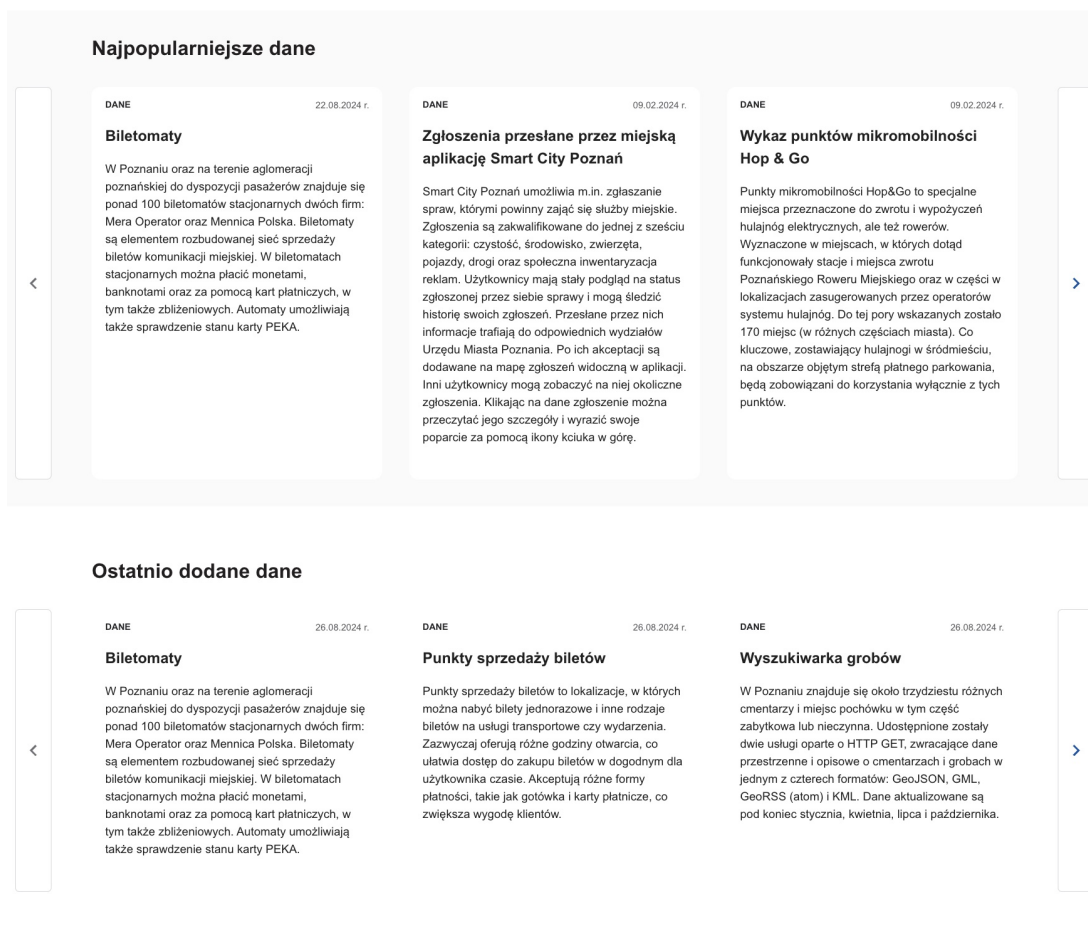 Najpopularniejsze dane
DANE 22.08.2024 r.
Biletomaty
W Poznaniu oraz na terenie aglomeracji
poznańskiej do dyspozycji pasażerów znajduje się
ponad 100 biletomatów stacjonarnych dwóch firm:
Mera Operator oraz Mennica Polska. Biletomaty
są elementem rozbudowanej sieć sprzedaży
biletów komunikacji miejskiej. W biletomatach
stacjonarnych można płacić monetami,
banknotami oraz za pomocą kart płatniczych, w
tym także zbliżeniowych. Automaty umożliwiają
także sprawdzenie stanu karty PEKA.
DANE 09.02.2024 r.
Zgłoszenia przesłane przez miejską
aplikację Smart City Poznań
Smart City Poznań umożliwia m.in. zgłaszanie
spraw, którymi powinny zająć się służby miejskie.
Zgłoszenia są zakwalifikowane do jednej z sześciu
kategorii: czystość, środowisko, zwierzęta,
pojazdy, drogi oraz społeczna inwentaryzacja
reklam. Użytkownicy mają stały podgląd na status
zgłoszonej przez siebie sprawy i mogą śledzić
historię swoich zgłoszeń. Przesłane przez nich
informacje trafiają do odpowiednich wydziałów
Urzędu Miasta Poznania. Po ich akceptacji są
dodawane na mapę zgłoszeń widoczną w aplikacji.
Inni użytkownicy mogą zobaczyć na niej okoliczne
zgłoszenia. Klikając na dane zgłoszenie można
przeczytać jego szczegóły i wyrazić swoje
poparcie za pomocą ikony kciuka w górę.
DANE 09.02.2024 r.
Wykaz punktów mikromobilności
Hop & Go
Punkty mikromobilności Hop&Go to specjalne
miejsca przeznaczone do zwrotu i wypożyczeń
hulajnóg elektrycznych, ale też rowerów.
Wyznaczone w miejscach, w których dotąd
funkcjonowały stacje i miejsca zwrotu
Poznańskiego Roweru Miejskiego oraz w części w
lokalizacjach zasugerowanych przez operatorów
systemu hulajnóg. Do tej pory wskazanych zostało
170 miejsc (w różnych częściach miasta). Co
kluczowe, zostawiający hulajnogi w śródmieściu,
na obszarze objętym strefą płatnego parkowania,
będą zobowiązani do korzystania wyłącznie z tych
punktów.
Ostatnio dodane dane
DANE 26.08.2024 r.
Biletomaty
W Poznaniu oraz na terenie aglomeracji
poznańskiej do dyspozycji pasażerów znajduje się
ponad 100 biletomatów stacjonarnych dwóch firm:
Mera Operator oraz Mennica Polska. Biletomaty
są elementem rozbudowanej sieć sprzedaży
biletów komunikacji miejskiej. W biletomatach
stacjonarnych można płacić monetami,
banknotami oraz za pomocą kart płatniczych, w
tym także zbliżeniowych. Automaty umożliwiają
także sprawdzenie stanu karty PEKA.
DANE 26.08.2024 r.
Punkty sprzedaży biletów
Punkty sprzedaży biletów to lokalizacje, w których
można nabyć bilety jednorazowe i inne rodzaje
biletów na usługi transportowe czy wydarzenia.
Zazwyczaj oferują różne godziny otwarcia, co
ułatwia dostęp do zakupu biletów w dogodnym dla
użytkownika czasie. Akceptują różne formy
płatności, takie jak gotówka i karty płatnicze, co
zwiększa wygodę klientów.
DANE 26.08.2024 r.
Wyszukiwarka grobów
W Poznaniu znajduje się około trzydziestu różnych
cmentarzy i miejsc pochówku w tym część
zabytkowa lub nieczynna. Udostępnione zostały
dwie usługi oparte o HTTP GET, zwracające dane
przestrzenne i opisowe o cmentarzach i grobach w
jednym z czterech formatów: GeoJSON, GML,
GeoRSS (atom) i KML. Dane aktualizowane są
pod koniec stycznia, kwietnia, lipca i października.